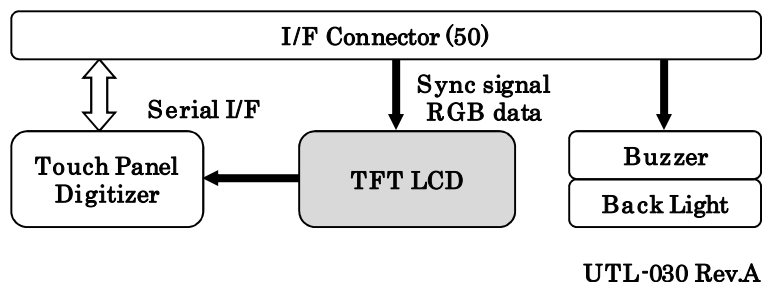 I/F Connector (50)
Sync signal
RGB data
Serial I/F
Touch Panel
Digitizer
TFT LCD
Buzzer
Back Light
UTL-030 Rev.A